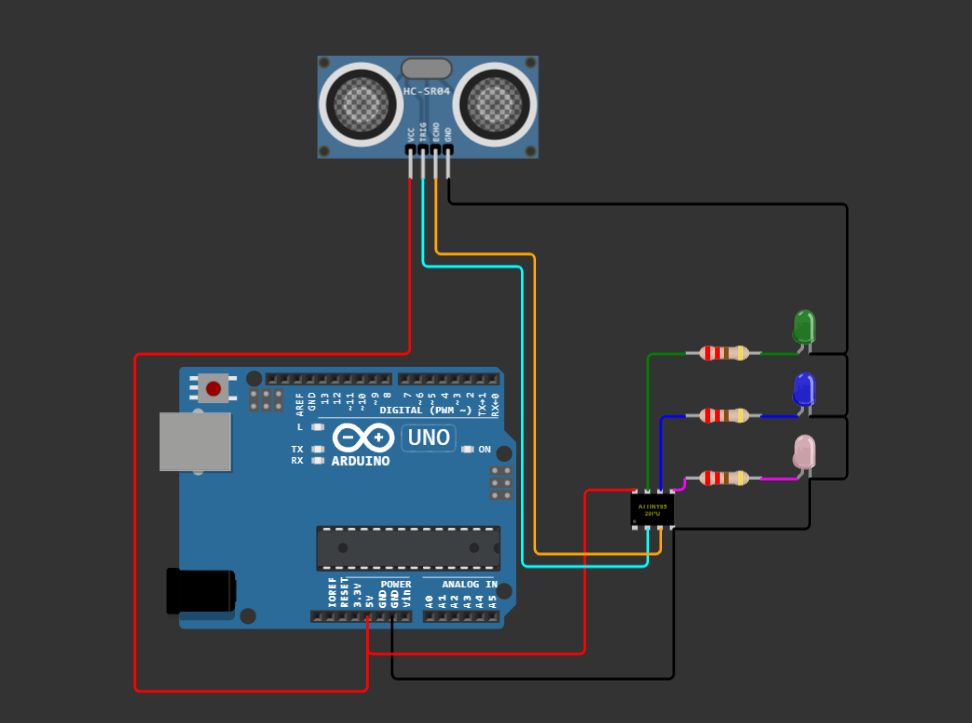 HC-SR04
VCC
TRIG
ECHO
GND
AREF
GND
13
12
~11
~10
~9
8
7
~6
~5
4
~3
2
TX→1
RX←0
DIGITAL (PWM ~)
L
TX
RX
UNO
ON
ARDUINO
ATTINY85
20PU
IOREF
RESET
3.3V
5V
GND
GND
Vin
POWER
ANALOG IN
A0
A1
A2
A3
A4
A5